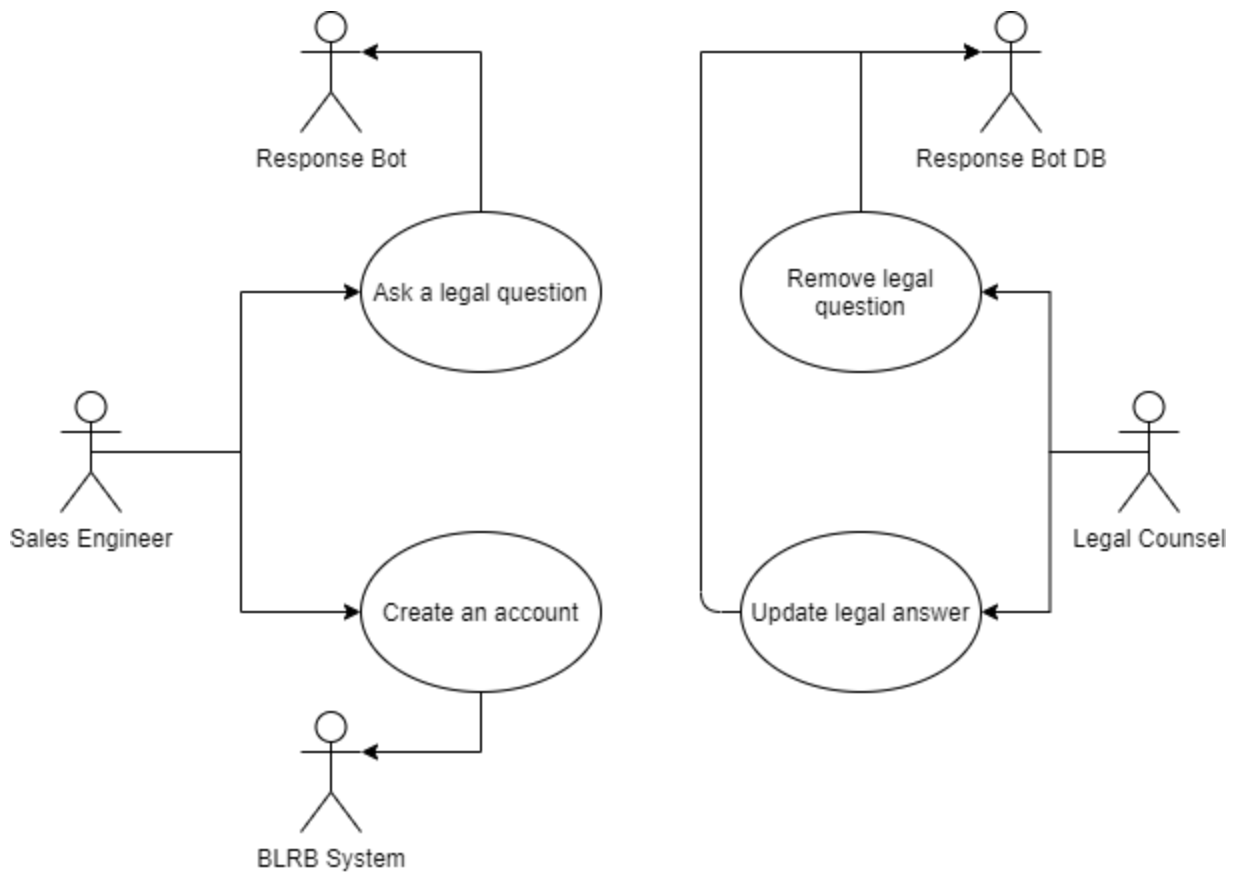 Response Bot
Response Bot DB
Ask a legal question
Remove legal
question
Sales Engineer
Legal Counsel
Create an account
Update legal answer
BLRB System